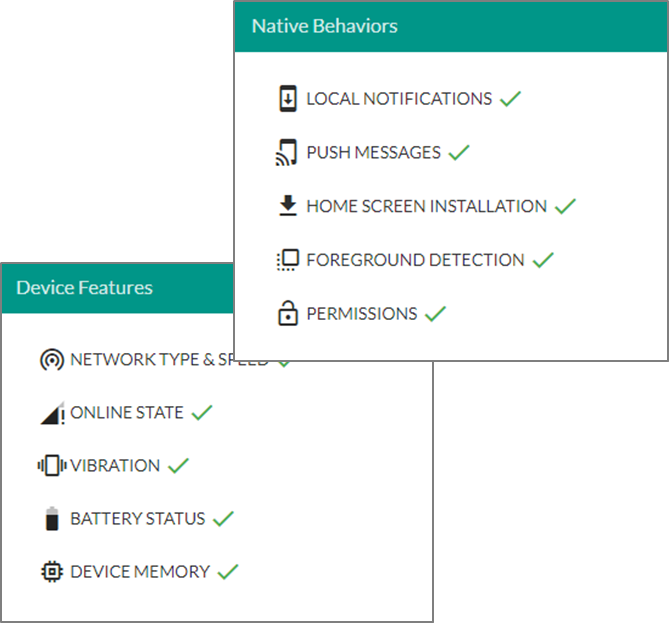 Native Behaviors
LOCAL NOTIFICATIONS
PUSH MESSAGES
HOME SCREEN INSTALLATION
FOREGROUND DETECTION
PERMISSIONS
Device Features
NETWORK TYPE & SPEED
ONLINE STATE
VIBRATION
BATTERY STATUS
DEVICE MEMORY